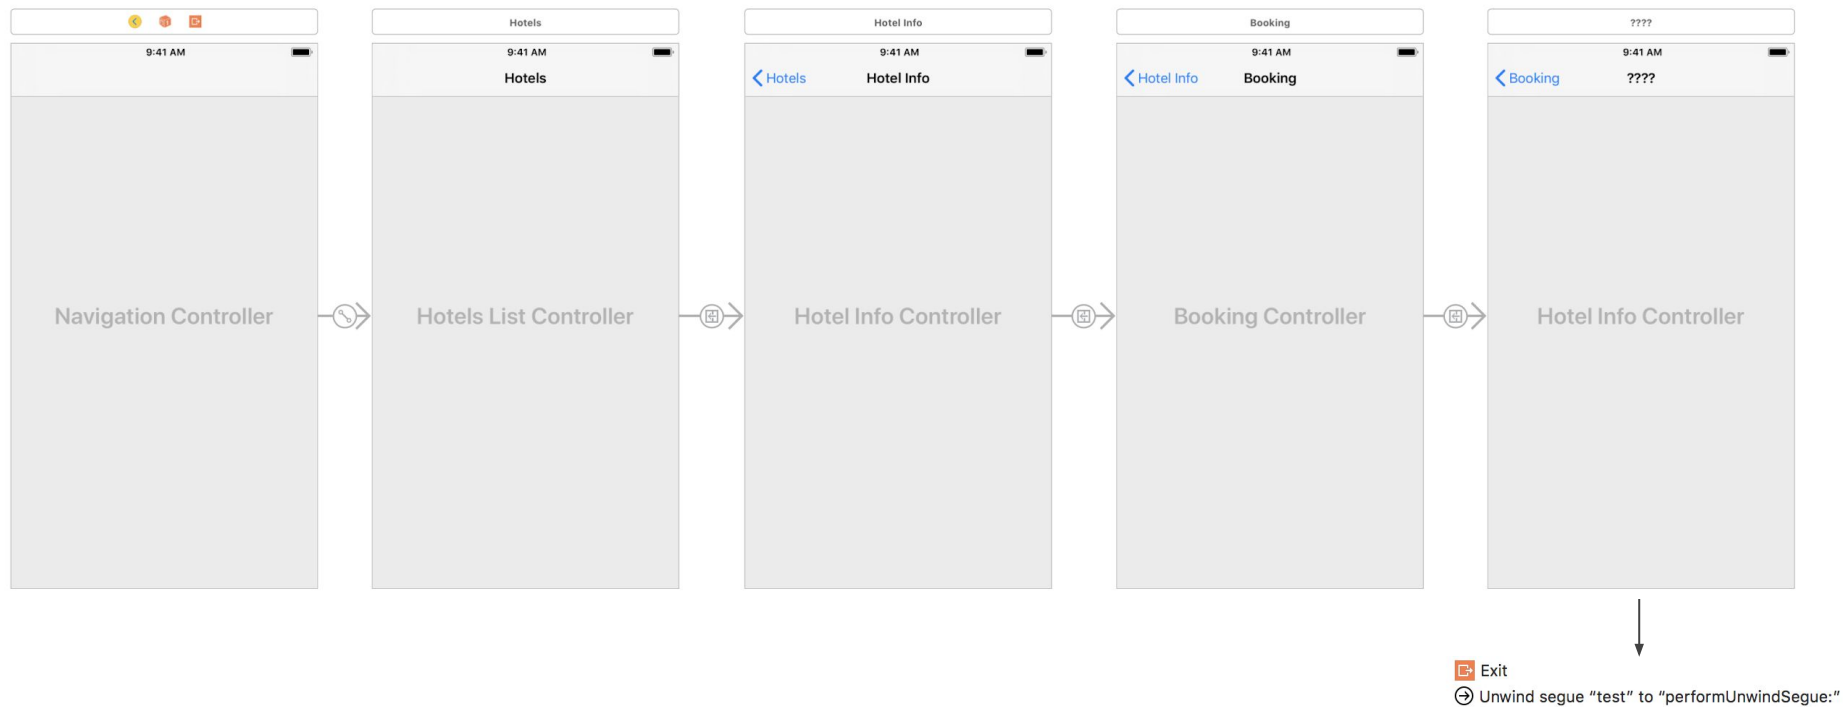 Hotels
Hotel Info
Booking
????
9:41 AM
9:41 AM
Hotels
9:41 AM
Hotels
Hotel Info
9:41 AM
Hotel Info
Booking
9:41 AM
Booking
????
Navigation Controller
Hotels List Controller
Hotel Info Controller
Booking Controller
Hotel Info Controller
Exit
Unwind segue “test” to “performUnwindSegue:”